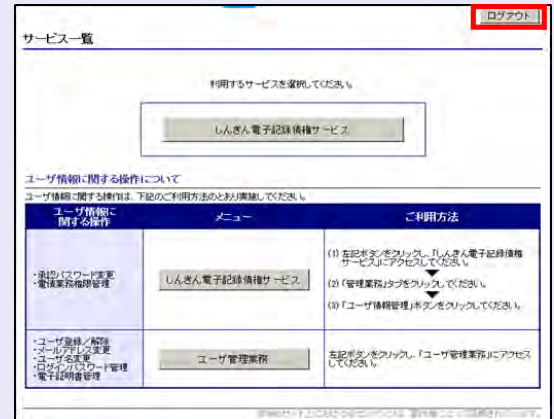 ログアウト
サービス一覧
利用するサービスを選択してください。
しんきん電子記録債権サービス
ユーザ情報に関する操作について
ユーザ情報に関する操作は、下記のご利用方法のとおり実施してください。
ユーザ情報に
関する操作
メニュー
ご利用方法
・承認パスワード変更
・電債業務権限管理
しんきん電子記録債権サービス
(1) 左記ボタンをクリックし、「しんきん電子記録債権
サービス」にアクセスしてください。
▼
(2)「管理業務」タブをクリックしてください。
▼
(3)「ユーザ情報管理」ボタンをクリックしてください。
・ユーザ登録／解除
・メールアドレス変更
・ユーザ名変更
・ログインパスワード管理
・電子証明書管理
ユーザ管理業務
左記ボタンをクリックし、「ユーザ管理業務」にアクセス
してください。